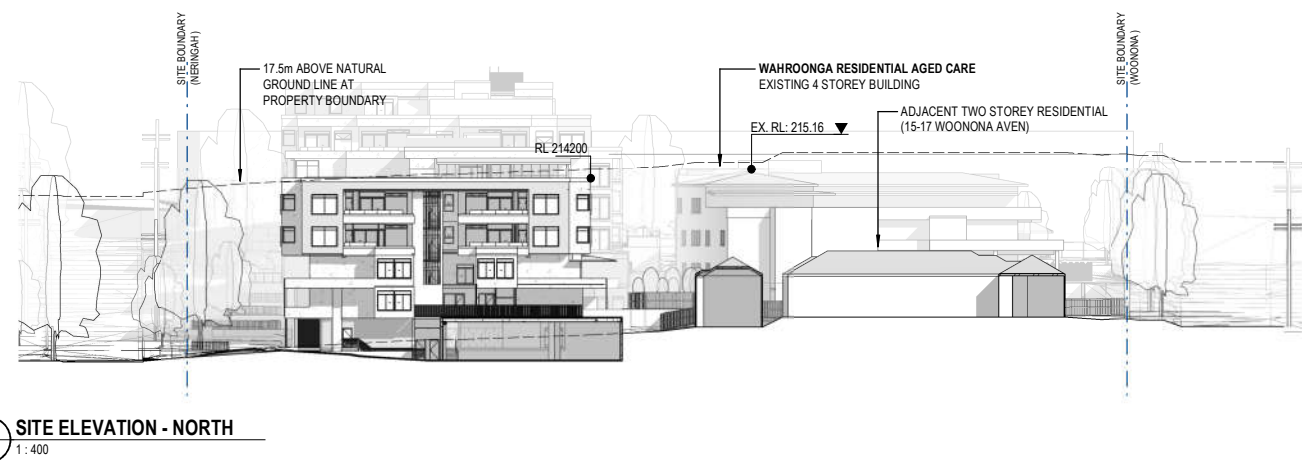 SITE BOUNDARY
(NERINGAH )
17.5m ABOVE NATURAL
GROUND LINE AT
PROPERTY BOUNDARY
RL 214200
WAHROONGA RESIDENTIAL AGED CARE
EXISTING 4 STOREY BUILDING
EX. RL: 215.16
ADJACENT TWO STOREY RESIDENTIAL
(15-17 WOONONA AVEN)
SITE BOUNDARY
(WOONONA )
SITE ELEVATION - NORTH
1 : 400